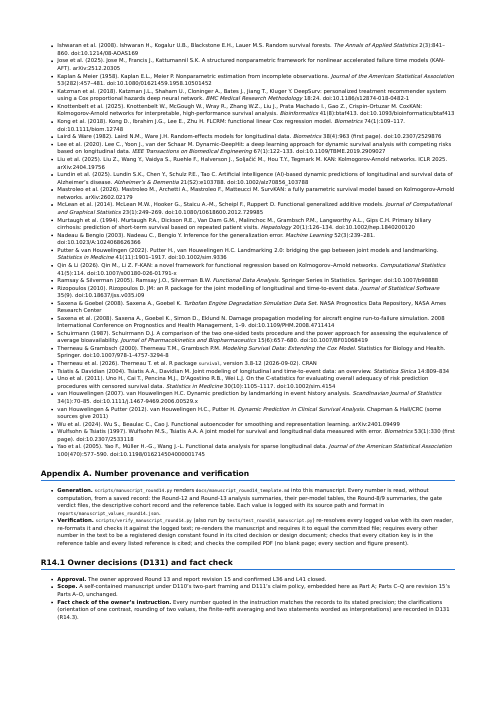 • Ishwaran et al. (2008). Ishwaran H., Kogalur U.B., Blackstone E.H., Lauer M.S. Random survival forests. The Annals of Applied Statistics 2(3):841–
860. doi:10.1214/08-AOAS169
• Jose et al. (2025). Jose M., Francis J., Kattumannil S.K. A structured nonparametric framework for nonlinear accelerated failure time models (KAN-
AFT). arXiv:2512.20305
• Kaplan & Meier (1958). Kaplan E.L., Meier P. Nonparametric estimation from incomplete observations. Journal of the American Statistical Association
53(282):457–481. doi:10.1080/01621459.1958.10501452
• Katzman et al. (2018). Katzman J.L., Shaham U., Cloninger A., Bates J., Jiang T., Kluger Y. DeepSurv: personalized treatment recommender system
using a Cox proportional hazards deep neural network. BMC Medical Research Methodology 18:24. doi:10.1186/s12874-018-0482-1
• Knottenbelt et al. (2025). Knottenbelt W., McGough W., Wray R., Zhang W.Z., Liu J., Prata Machado I., Gao Z., Crispin-Ortuzar M. CoxKAN:
Kolmogorov-Arnold networks for interpretable, high-performance survival analysis. Bioinformatics 41(8):btaf413. doi:10.1093/bioinformatics/btaf413
• Kong et al. (2018). Kong D., Ibrahim J.G., Lee E., Zhu H. FLCRM: functional linear Cox regression model. Biometrics 74(1):109–117.
doi:10.1111/biom.12748
• Laird & Ware (1982). Laird N.M., Ware J.H. Random-effects models for longitudinal data. Biometrics 38(4):963 (first page). doi:10.2307/2529876
• Lee et al. (2020). Lee C., Yoon J., van der Schaar M. Dynamic-DeepHit: a deep learning approach for dynamic survival analysis with competing risks
based on longitudinal data. IEEE Transactions on Biomedical Engineering 67(1):122–133. doi:10.1109/TBME.2019.2909027
• Liu et al. (2025). Liu Z., Wang Y., Vaidya S., Ruehle F., Halverson J., Soljačić M., Hou T.Y., Tegmark M. KAN: Kolmogorov-Arnold networks. ICLR 2025.
arXiv:2404.19756
• Lundin et al. (2025). Lundin S.K., Chen Y., Schulz P.E., Tao C. Artificial intelligence (AI)-based dynamic predictions of longitudinal and survival data of
Alzheimer's disease. Alzheimer's & Dementia 21(S2):e103788. doi:10.1002/alz70856_103788
• Mastroleo et al. (2026). Mastroleo M., Archetti A., Mastroleo F., Matteucci M. SurvKAN: a fully parametric survival model based on Kolmogorov-Arnold
networks. arXiv:2602.02179
• McLean et al. (2014). McLean M.W., Hooker G., Staicu A.-M., Scheipl F., Ruppert D. Functional generalized additive models. Journal of Computational
and Graphical Statistics 23(1):249–269. doi:10.1080/10618600.2012.729985
• Murtaugh et al. (1994). Murtaugh P.A., Dickson E.R., Van Dam G.M., Malinchoc M., Grambsch P.M., Langworthy A.L., Gips C.H. Primary biliary
cirrhosis: prediction of short-term survival based on repeated patient visits. Hepatology 20(1):126–134. doi:10.1002/hep.1840200120
• Nadeau & Bengio (2003). Nadeau C., Bengio Y. Inference for the generalization error. Machine Learning 52(3):239–281.
doi:10.1023/A:1024068626366
• Putter & van Houwelingen (2022). Putter H., van Houwelingen H.C. Landmarking 2.0: bridging the gap between joint models and landmarking.
Statistics in Medicine 41(11):1901–1917. doi:10.1002/sim.9336
• Qin & Li (2026). Qin M., Li Z. F-KAN: a novel framework for functional regression based on Kolmogorov-Arnold networks. Computational Statistics
41(5):114. doi:10.1007/s00180-026-01791-x
• Ramsay & Silverman (2005). Ramsay J.O., Silverman B.W. Functional Data Analysis. Springer Series in Statistics. Springer. doi:10.1007/b98888
• Rizopoulos (2010). Rizopoulos D. JM: an R package for the joint modelling of longitudinal and time-to-event data. Journal of Statistical Software
35(9). doi:10.18637/jss.v035.i09
• Saxena & Goebel (2008). Saxena A., Goebel K. Turbofan Engine Degradation Simulation Data Set. NASA Prognostics Data Repository, NASA Ames
Research Center
• Saxena et al. (2008). Saxena A., Goebel K., Simon D., Eklund N. Damage propagation modeling for aircraft engine run-to-failure simulation. 2008
International Conference on Prognostics and Health Management, 1–9. doi:10.1109/PHM.2008.4711414
• Schuirmann (1987). Schuirmann D.J. A comparison of the two one-sided tests procedure and the power approach for assessing the equivalence of
average bioavailability. Journal of Pharmacokinetics and Biopharmaceutics 15(6):657–680. doi:10.1007/BF01068419
• Therneau & Grambsch (2000). Therneau T.M., Grambsch P.M. Modeling Survival Data: Extending the Cox Model. Statistics for Biology and Health.
Springer. doi:10.1007/978-1-4757-3294-8
• Therneau et al. (2026). Therneau T.M. et al. R package survival, version 3.8-12 (2026-09-02). CRAN
• Tsiatis & Davidian (2004). Tsiatis A.A., Davidian M. Joint modeling of longitudinal and time-to-event data: an overview. Statistica Sinica 14:809–834
• Uno et al. (2011). Uno H., Cai T., Pencina M.J., D'Agostino R.B., Wei L.J. On the C-statistics for evaluating overall adequacy of risk prediction
procedures with censored survival data. Statistics in Medicine 30(10):1105–1117. doi:10.1002/sim.4154
• van Houwelingen (2007). van Houwelingen H.C. Dynamic prediction by landmarking in event history analysis. Scandinavian Journal of Statistics
34(1):70–85. doi:10.1111/j.1467-9469.2006.00529.x
• van Houwelingen & Putter (2012). van Houwelingen H.C., Putter H. Dynamic Prediction in Clinical Survival Analysis. Chapman & Hall/CRC (some
sources give 2011)
• Wu et al. (2024). Wu S., Beaulac C., Cao J. Functional autoencoder for smoothing and representation learning. arXiv:2401.09499
• Wulfsohn & Tsiatis (1997). Wulfsohn M.S., Tsiatis A.A. A joint model for survival and longitudinal data measured with error. Biometrics 53(1):330 (first
page). doi:10.2307/2533118
• Yao et al. (2005). Yao F., Müller H.-G., Wang J.-L. Functional data analysis for sparse longitudinal data. Journal of the American Statistical Association
100(470):577–590. doi:10.1198/016214504000001745
Appendix A. Number provenance and verification
• Generation. scripts/manuscript_round14.py renders docs/manuscript_round14_template.md into this manuscript. Every number is read, without
computation, from a saved record: the Round-12 and Round-13 analysis summaries, their per-model tables, the Round-8/9 summaries, the gate
verdict files, the descriptive cohort record and the reference table. Each value is logged with its source path and format in
reports/manuscript_values_round14.json.
• Verification. scripts/verify_manuscript_round14.py (also run by tests/test_round14_manuscript.py) re-resolves every logged value with its own reader,
re-formats it and checks it against the logged text; re-renders the manuscript and requires it to equal the committed file; requires every other
number in the text to be a registered design constant found in its cited decision or design document; checks that every citation key is in the
reference table and every listed reference is cited; and checks the compiled PDF (no blank page; every section and figure present).
R14.1 Owner decisions (D131) and fact check
• Approval. The owner approved Round 13 and report revision 15 and confirmed L36 and L41 closed.
• Scope. A self-contained manuscript under D110's two-part framing and D111's claim policy, embedded here as Part A; Parts C–Q are revision 15's
Parts A–O, unchanged.
• Fact check of the owner's instruction. Every number quoted in the instruction matches the records to its stated precision; the clarifications
(orientation of one contrast, rounding of two values, the finite-refit averaging and two statements worded as interpretations) are recorded in D131
(R14.3).